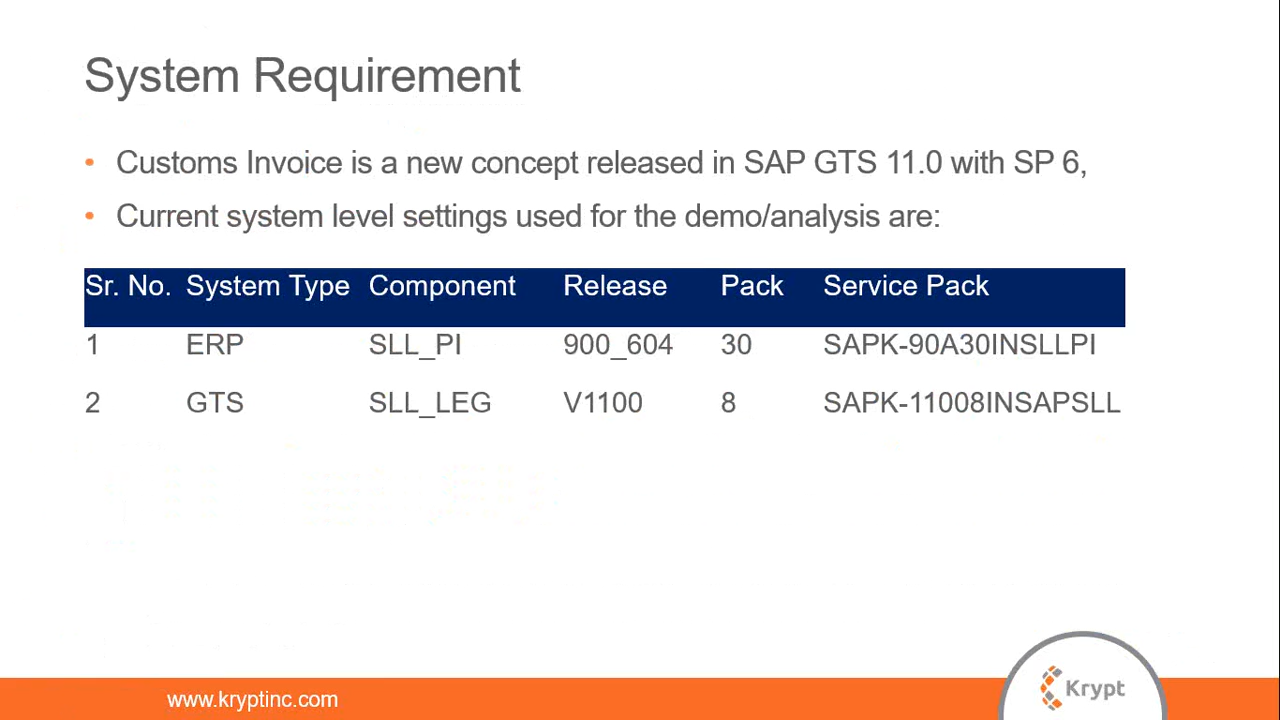 System Requirement
• Customs Invoice is a new concept released in SAP GTS 11.0 with SP 6,
• Current system level settings used for the demo/analysis are:
Sr. No. System Type Component Release Pack Service Pack
1 ERP SLL_PI 900_604 30 SAPK-90A30INSLLPI
2 GTS SLL_LEG V1100 8 SAPK-11008INSAPSLL
www.kryptinc.com
Krypt